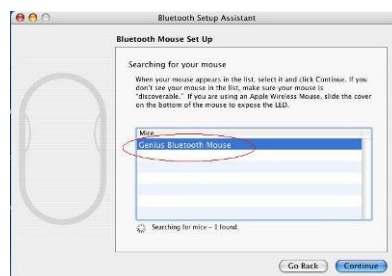 Bluetooth Setup Assistant
Bluetooth Mouse Set Up
Searching for your mouse
When your mouse appears in the list, select it and click Continue. If you
don't see your mouse in the list, make sure your mouse is
"discoverable." If you are using an Apple Wireless Mouse, slide the cover
on the bottom of the mouse to expose the LED.
Mice
Genius Bluetooth Mouse
Searching for mice - 1 found.
Go Back
Continue